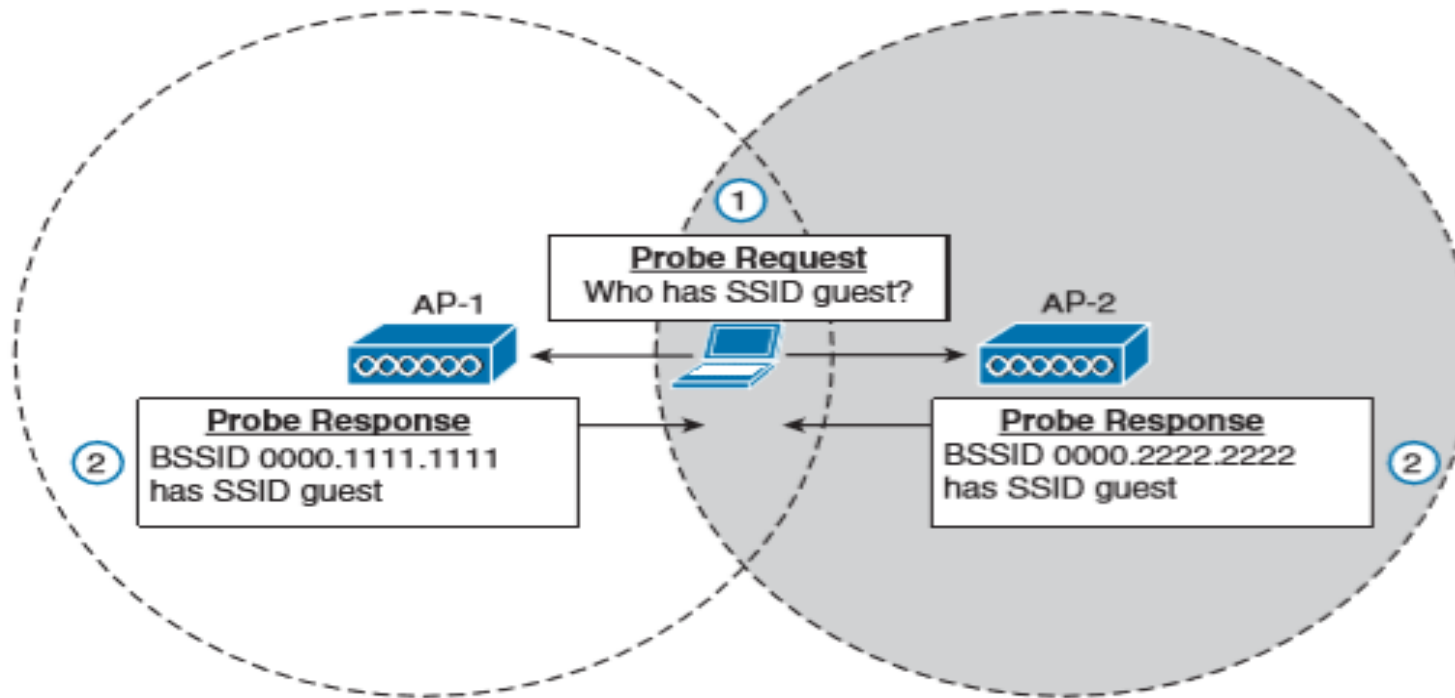 1
Probe Request
Who has SSID guest?
AP-1
AP-2
Probe Response
BSSID 0000.1111.1111
has SSID guest
2
Probe Response
BSSID 0000.2222.2222
has SSID guest
2